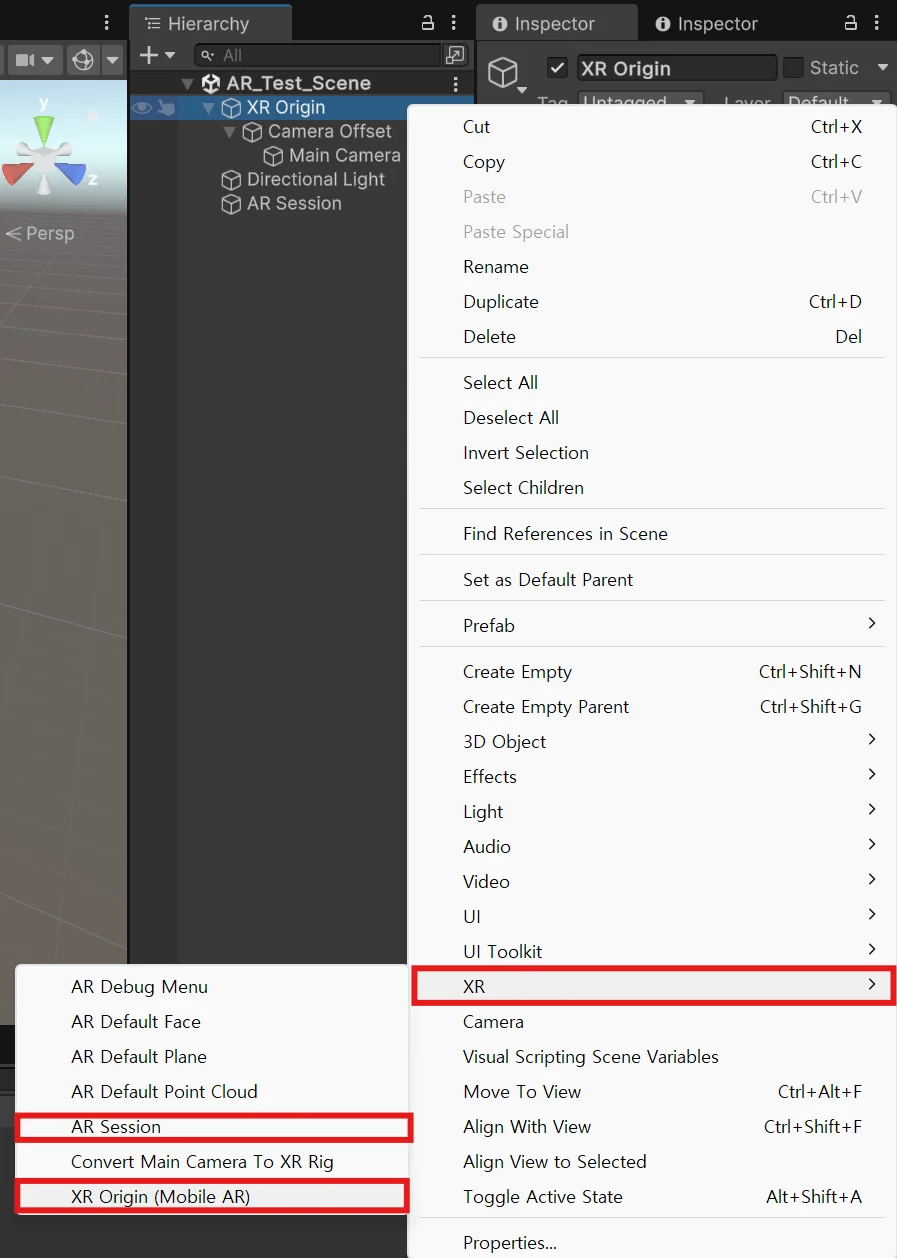 Hierarchy
Inspector
Inspector
All
XR Origin
Static
Tag Untagged Layer Default
AR_Test_Scene
XR Origin
Camera Offset
Main Camera
Directional Light
AR Session
y
z
Persp
Cut Ctrl+X
Copy Ctrl+C
Paste Ctrl+V
Paste Special
Rename
Duplicate Ctrl+D
Delete Del
Select All
Deselect All
Invert Selection
Select Children
Find References in Scene
Set as Default Parent
Prefab
Create Empty Ctrl+Shift+N
Create Empty Parent Ctrl+Shift+G
3D Object
Effects
Light
Audio
Video
UI
UI Toolkit
XR
Camera
Visual Scripting Scene Variables
Move To View Ctrl+Alt+F
Align With View Ctrl+Shift+F
Align View to Selected
Toggle Active State Alt+Shift+A
Properties...
AR Debug Menu
AR Default Face
AR Default Plane
AR Default Point Cloud
AR Session
Convert Main Camera To XR Rig
XR Origin (Mobile AR)